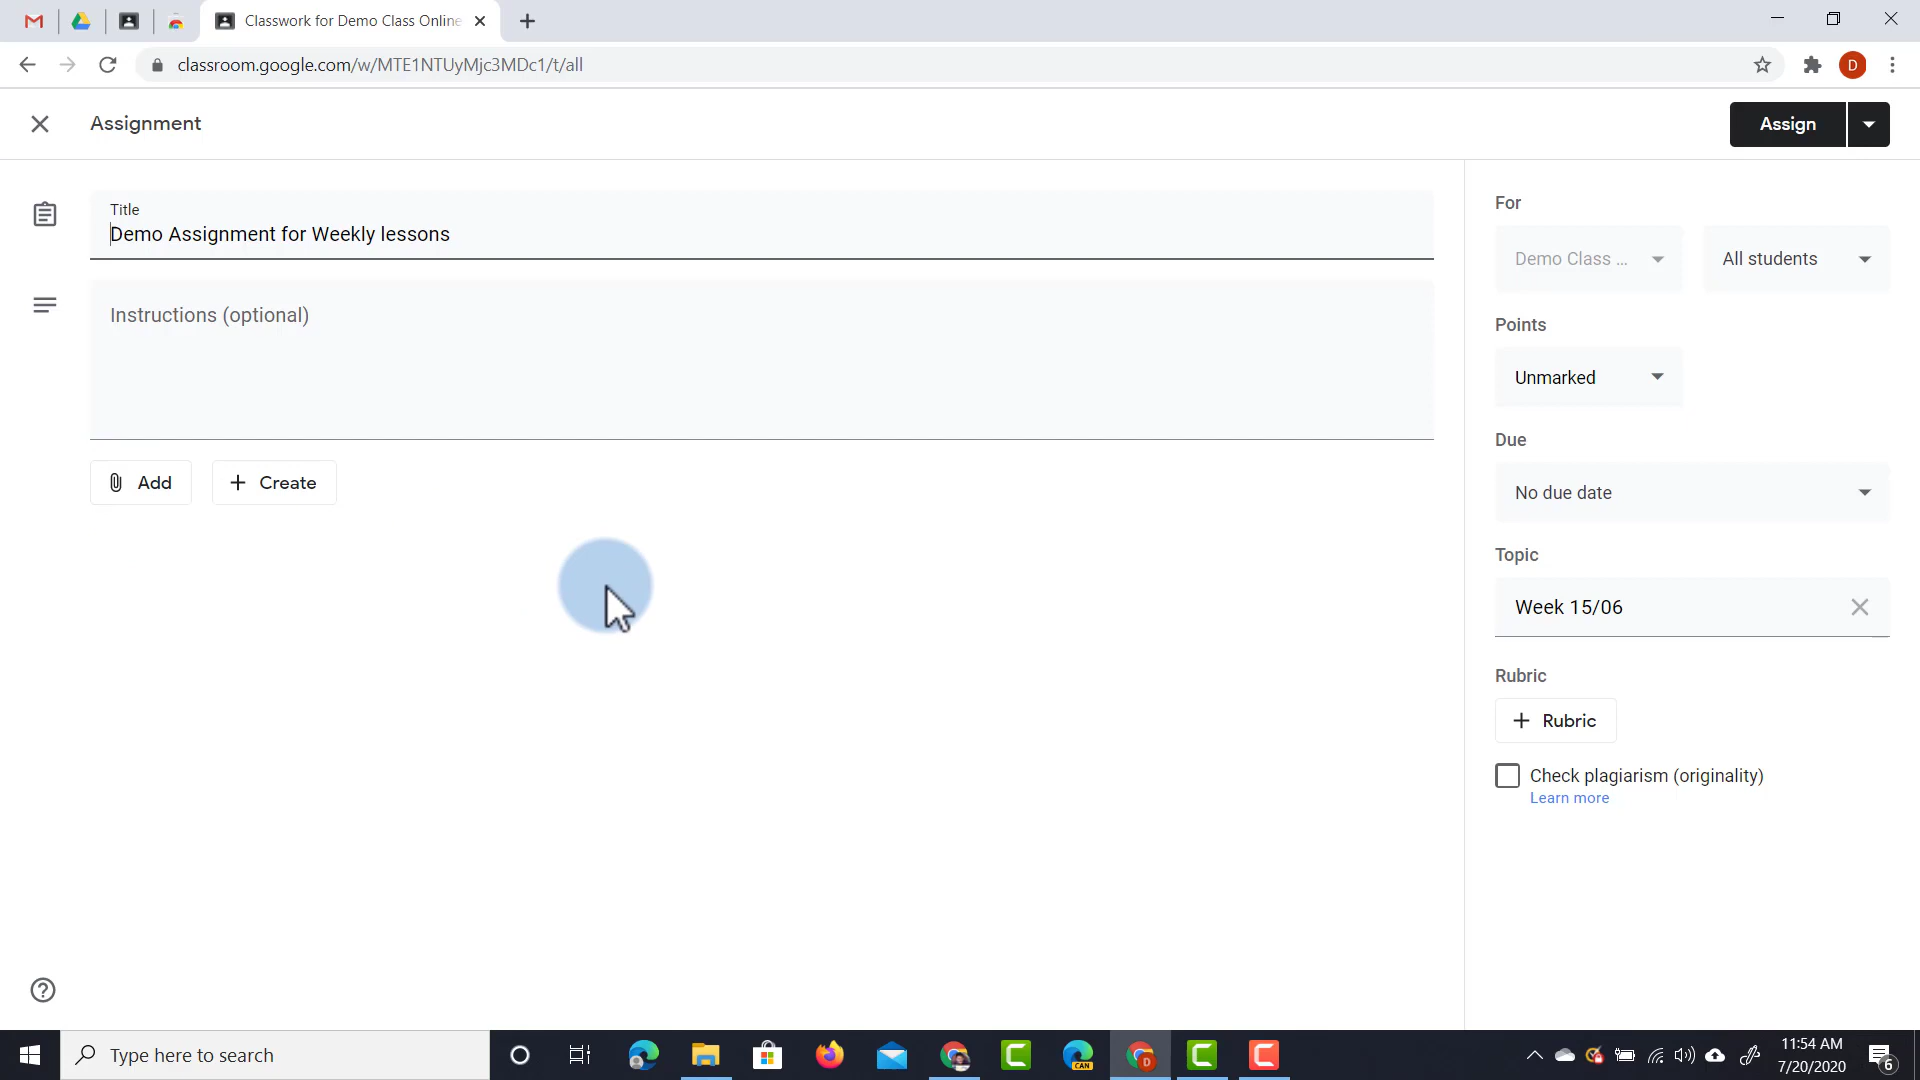 Classwork for Demo Class Online
classroom.google.com/w/MTE1NTUyMjc3MDc1/t/all
D
Assignment
Assign
Title
Demo Assignment for Weekly lessons
Instructions (optional)
Add
Create
For
Demo Class ...
All students
Points
Unmarked
Due
No due date
Topic
Week 15/06
Rubric
Rubric
Check plagiarism (originality)
Learn more
Type here to search
CAN
D
11:54 AM
7/20/2020
6